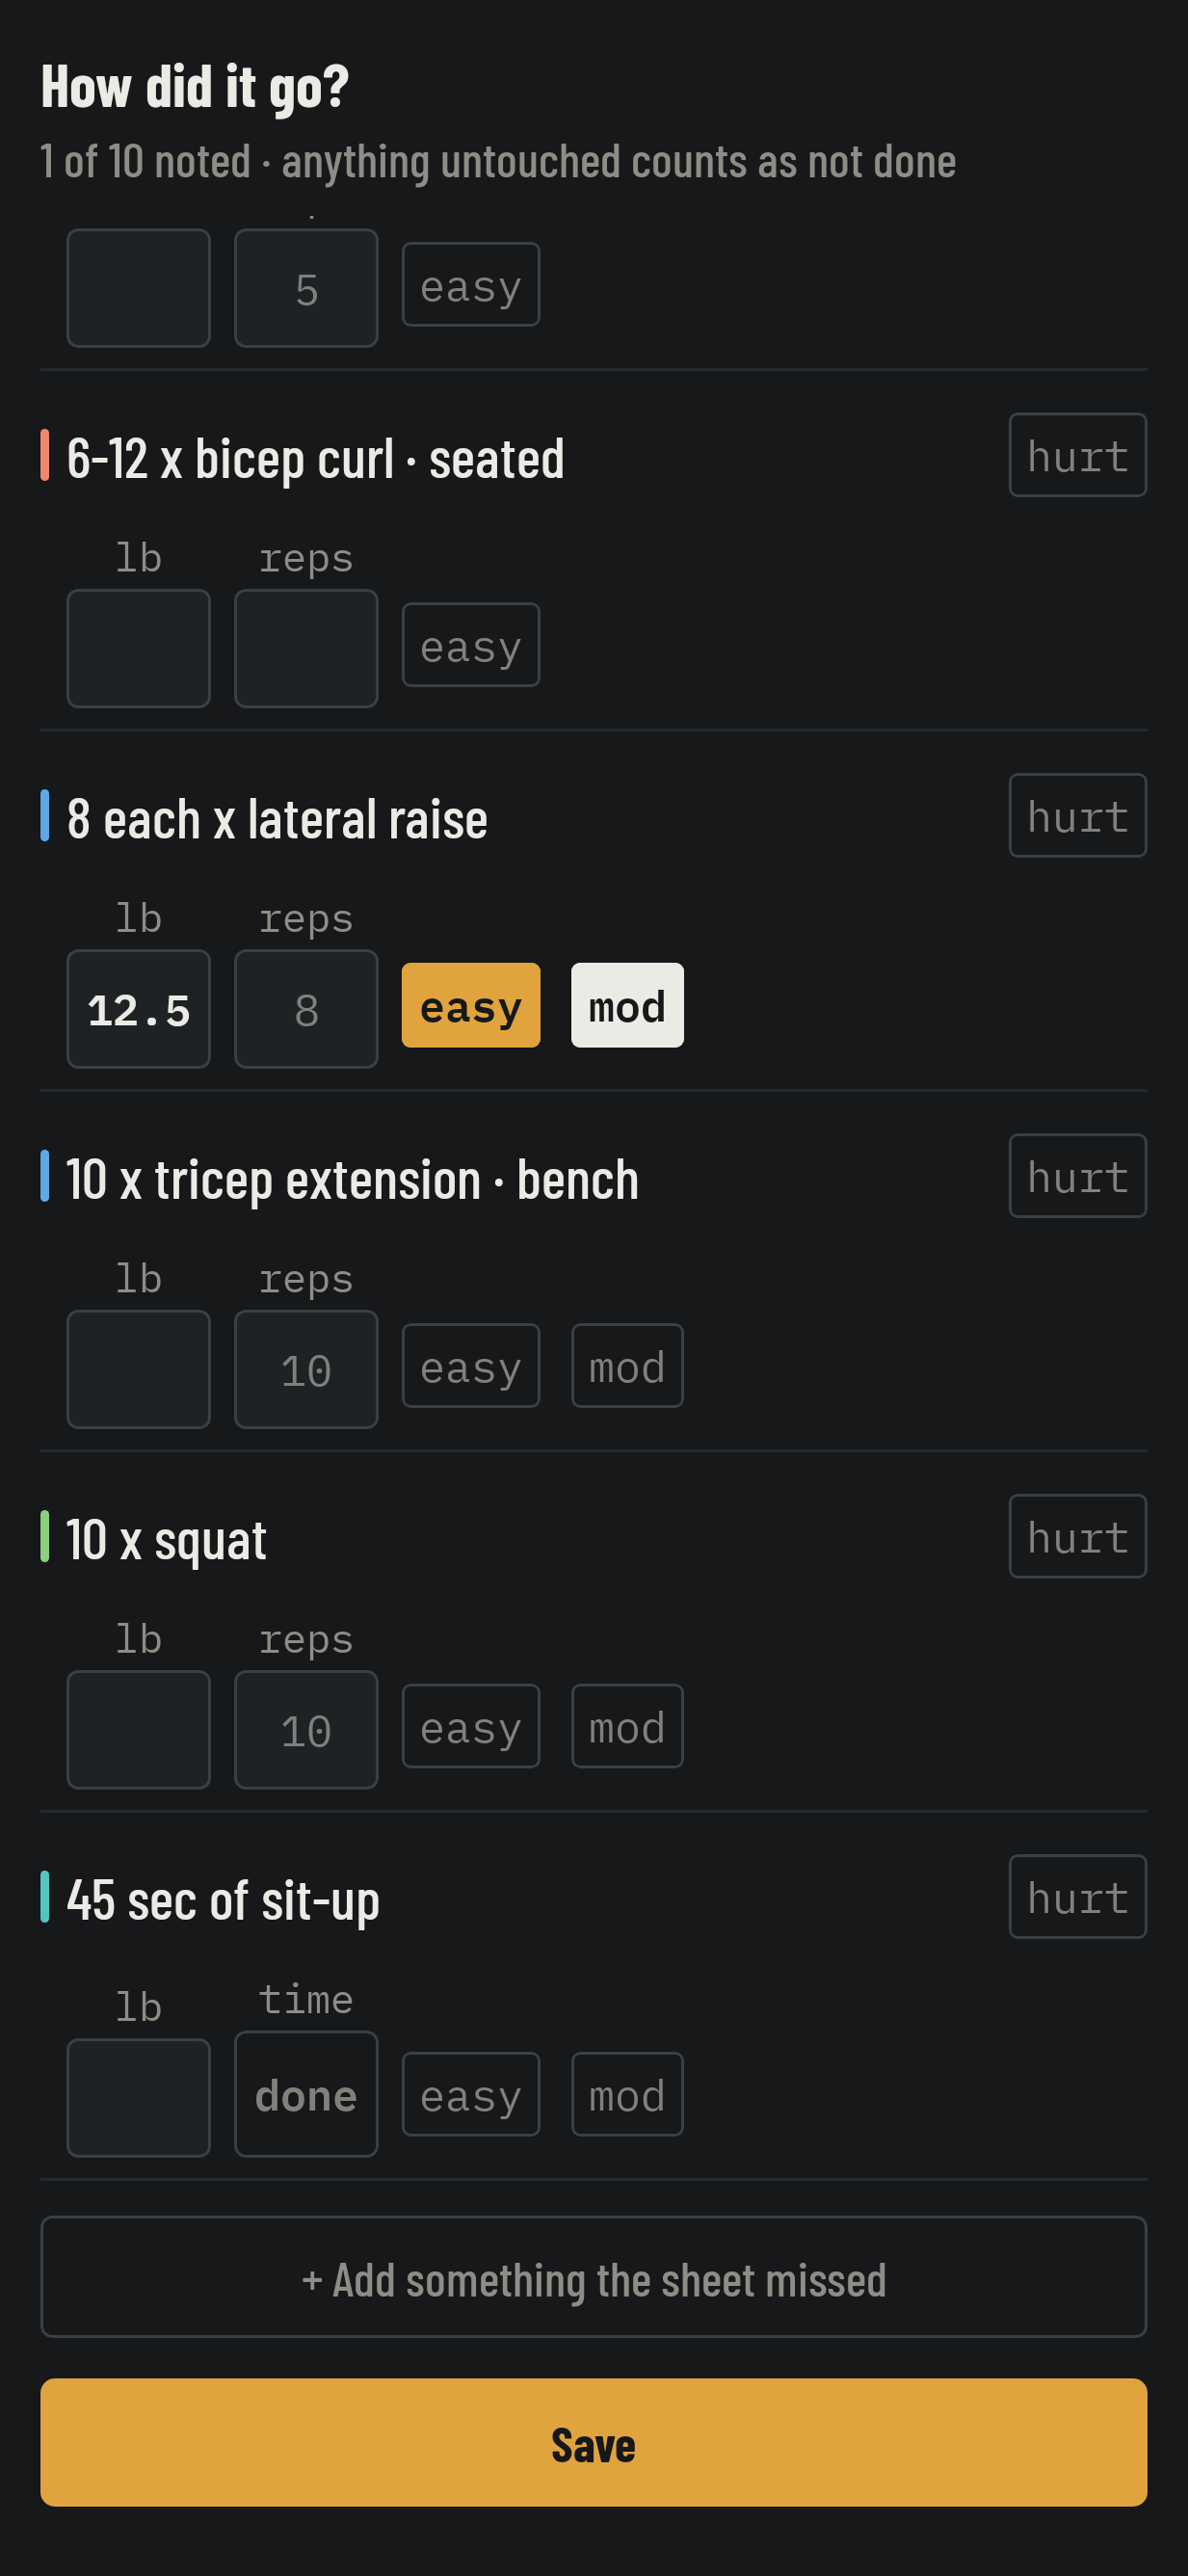 How did it go?
1 of 10 noted · anything untouched counts as not done
5 easy
6-12 x bicep curl · seated hurt
lb reps
easy
8 each x lateral raise hurt
lb reps
12.5 8 easy mod
10 x tricep extension · bench hurt
lb reps
10 easy mod
10 x squat hurt
lb reps
10 easy mod
45 sec of sit-up hurt
lb time
done easy mod
+ Add something the sheet missed
Save